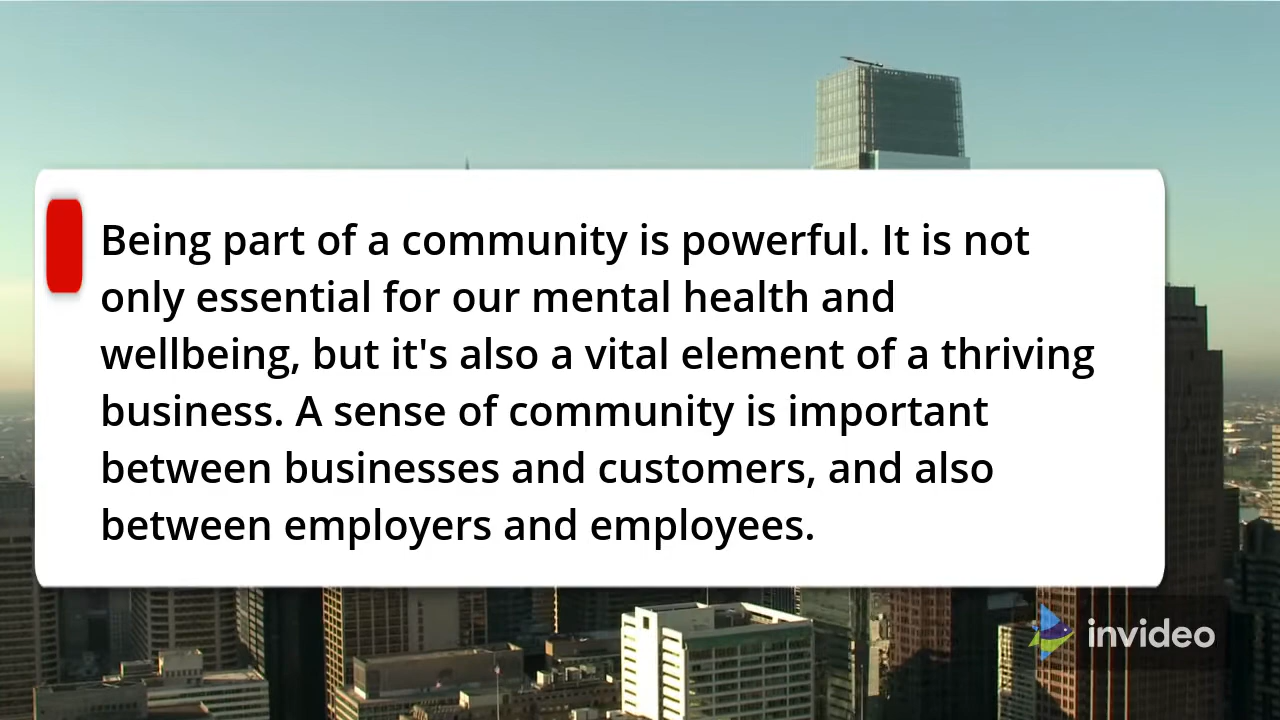 Being part of a community is powerful. It is not
only essential for our mental health and
wellbeing, but it's also a vital element of a thriving
business. A sense of community is important
between businesses and customers, and also
between employers and employees.
invideo